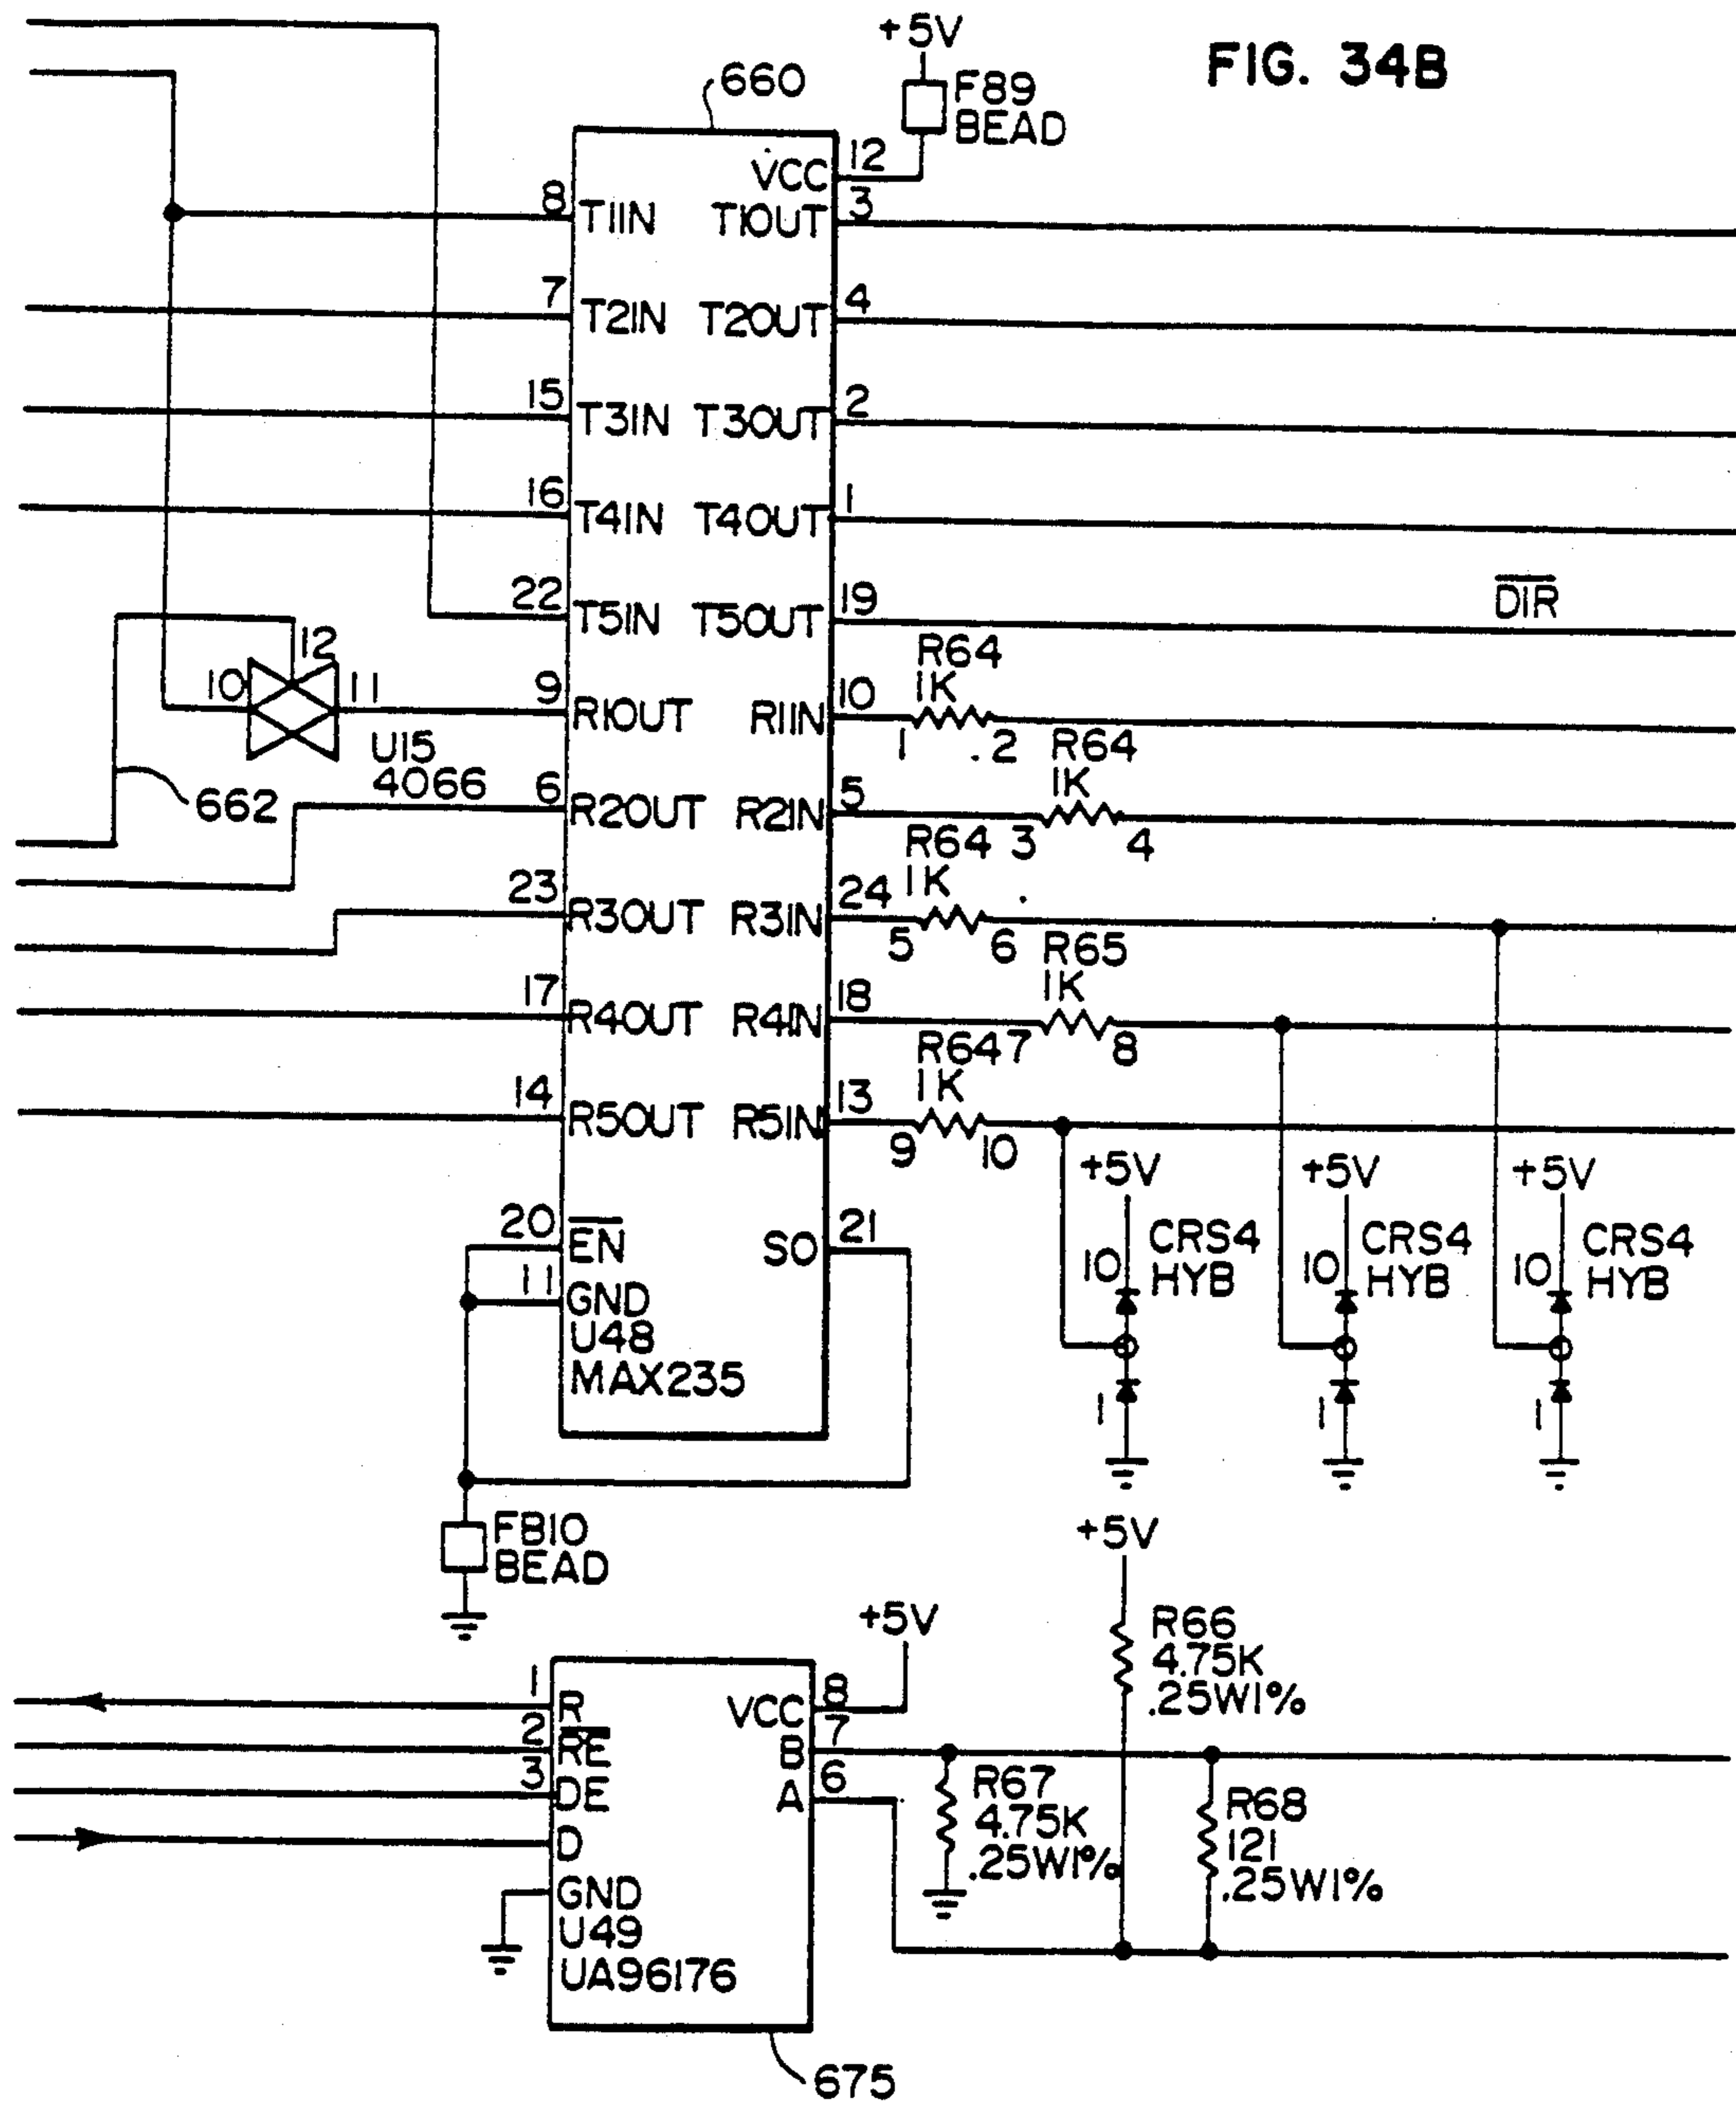 FIG. 34B
+5V
F89
BEAD
660
VCC 12
8 T1IN T1OUT 3
7 T2IN T2OUT 4
15 T3IN T3OUT 2
16 T4IN T4OUT 1
22 T5IN T5OUT 19
DIR
12
10 11
U15
4066
662
9 R1OUT R1IN 10
R64
1K
1 2
6 R2OUT R2IN 5
R64
1K
3 4
23 R3OUT R3IN 24
R64
1K
5 6
17 R4OUT R4IN 18
R65
1K
7 8
14 R5OUT R5IN 13
R64
1K
9 10
20 EN SO 21
11 GND
U48
MAX235
+5V
CRS4
10 HYB
1
+5V
CRS4
10 HYB
1
+5V
CRS4
10 HYB
1
FB10
BEAD
+5V
R66
4.75K
.25W1%
+5V
1 R VCC 8
2 RE B 7
3 DE A 6
D
GND
U49
UA96176
R67
4.75K
.25W1%
R68
121
.25W1%
675